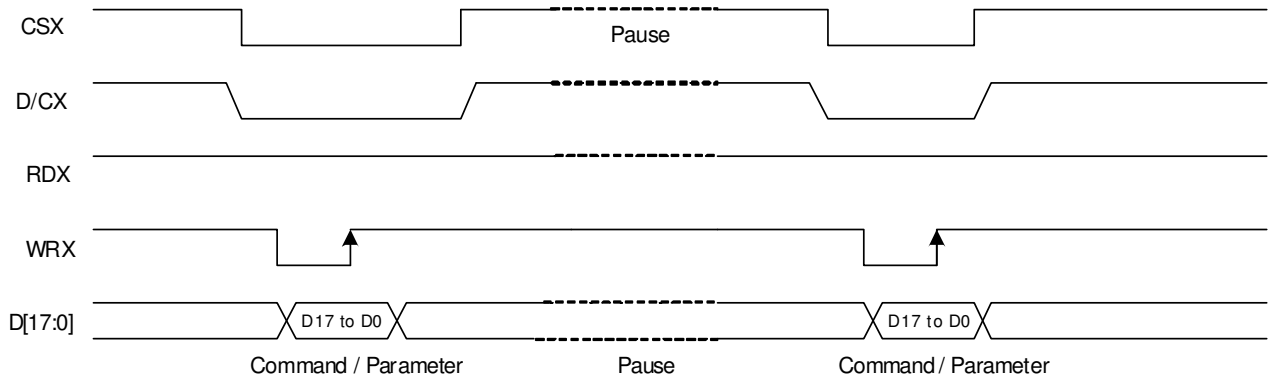 CSX
Pause
D/CX
RDX
WRX
D[17:0]
D17 to D0
D17 to D0
Command / Parameter
Pause
Command / Parameter